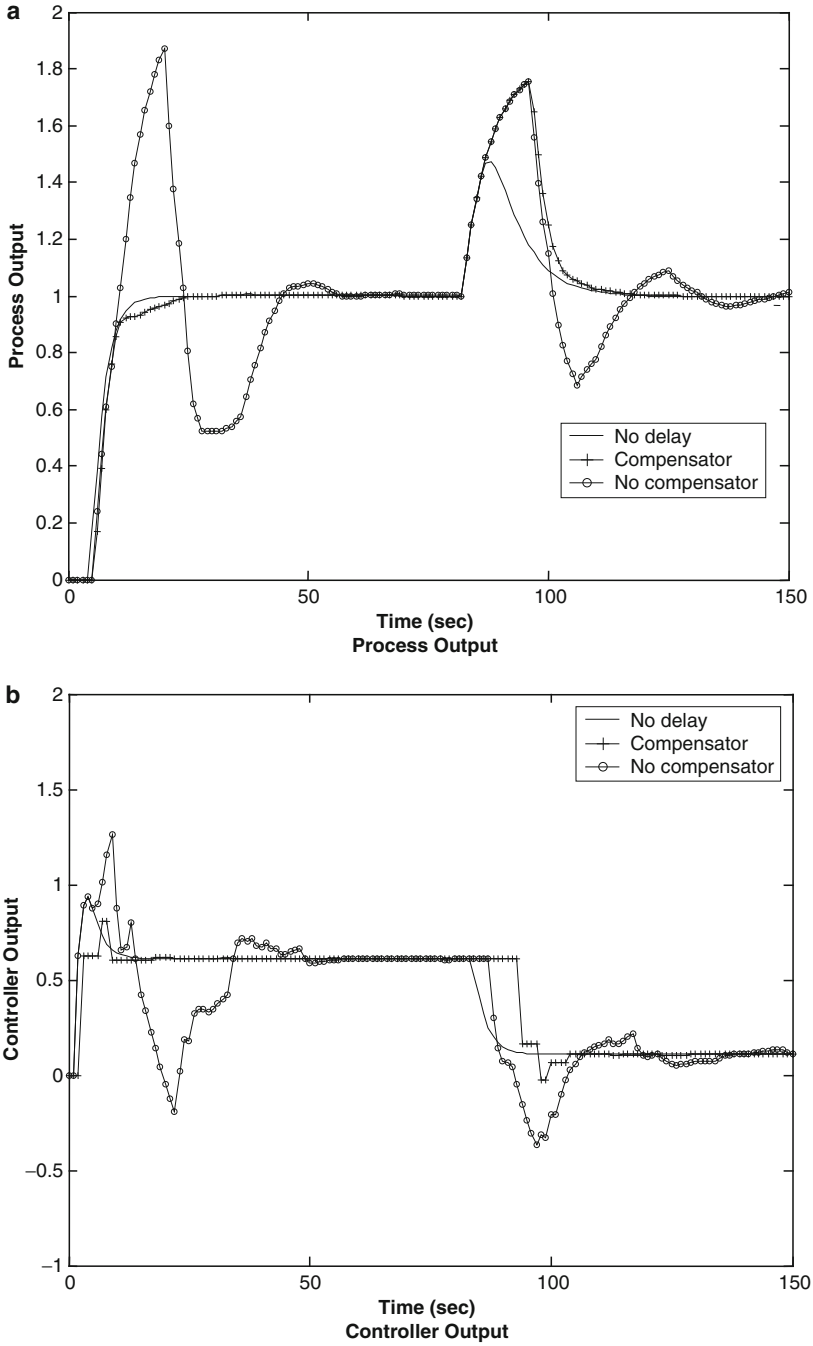 a
2
1.8
1.6
1.4
1.2
1
0.8
0.6
0.4
0.2
0
Process Output
No delay
Compensator
No compensator
0
50
100
150
Time (sec)
Process Output
b
2
1.5
1
0.5
0
−0.5
−1
Controller Output
No delay
Compensator
No compensator
0
50
100
150
Time (sec)
Controller Output